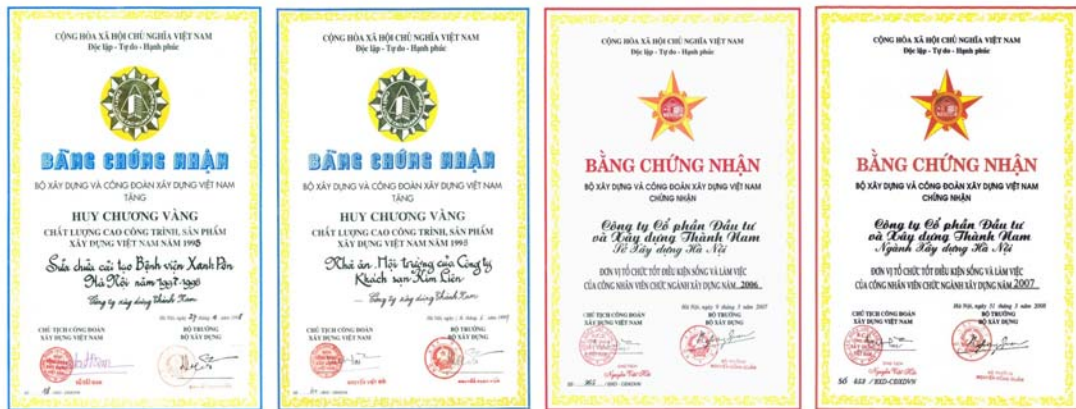 CỘNG HÒA XÃ HỘI CHỦ NGHĨA VIỆT NAM
Độc lập - Tự do - Hạnh phúc
BẰNG CHỨNG NHẬN
BỘ XÂY DỰNG VÀ CÔNG ĐOÀN XÂY DỰNG VIỆT NAM
TẶNG
HUY CHƯƠNG VÀNG
CHẤT LƯỢNG CAO CÔNG TRÌNH, SẢN PHẨM
XÂY DỰNG VIỆT NAM NĂM 1998
Sửa chữa cải tạo Bệnh viện Xanh Pôn
Hà Nội năm 1997-1998
Công ty xây dựng Thành Nam
CHỦ TỊCH CÔNG ĐOÀN
XÂY DỰNG VIỆT NAM
BỘ TRƯỞNG
BỘ XÂY DỰNG
CỘNG HÒA XÃ HỘI CHỦ NGHĨA VIỆT NAM
Độc lập - Tự do - Hạnh phúc
BẰNG CHỨNG NHẬN
BỘ XÂY DỰNG VÀ CÔNG ĐOÀN XÂY DỰNG VIỆT NAM
TẶNG
HUY CHƯƠNG VÀNG
CHẤT LƯỢNG CAO CÔNG TRÌNH, SẢN PHẨM
XÂY DỰNG VIỆT NAM NĂM 1998
Nhà ăn, Hội trường của Công ty
Khách sạn Kim Liên
Công ty xây dựng Thành Nam
CHỦ TỊCH CÔNG ĐOÀN
XÂY DỰNG VIỆT NAM
BỘ TRƯỞNG
BỘ XÂY DỰNG
CỘNG HÒA XÃ HỘI CHỦ NGHĨA VIỆT NAM
Độc lập - Tự do - Hạnh phúc
BẰNG CHỨNG NHẬN
BỘ XÂY DỰNG VÀ CÔNG ĐOÀN XÂY DỰNG VIỆT NAM
CHỨNG NHẬN
Công ty Cổ phần Đầu tư
và Xây dựng Thành Nam
Sở Xây dựng Hà Nội
ĐƠN VỊ TỔ CHỨC TỐT ĐIỀU KIỆN SỐNG VÀ LÀM VIỆC
CỦA CÔNG NHÂN VIÊN CHỨC NGÀNH XÂY DỰNG NĂM 2006
CHỦ TỊCH CÔNG ĐOÀN
XÂY DỰNG VIỆT NAM
BỘ TRƯỞNG
BỘ XÂY DỰNG
CỘNG HÒA XÃ HỘI CHỦ NGHĨA VIỆT NAM
Độc lập - Tự do - Hạnh phúc
BẰNG CHỨNG NHẬN
BỘ XÂY DỰNG VÀ CÔNG ĐOÀN XÂY DỰNG VIỆT NAM
CHỨNG NHẬN
Công ty Cổ phần Đầu tư
và Xây dựng Thành Nam
Ngành Xây dựng Hà Nội
ĐƠN VỊ TỔ CHỨC TỐT ĐIỀU KIỆN SỐNG VÀ LÀM VIỆC
CỦA CÔNG NHÂN VIÊN CHỨC NGÀNH XÂY DỰNG NĂM 2007
Hà Nội, ngày 31 tháng 3 năm 2008
CHỦ TỊCH CÔNG ĐOÀN
XÂY DỰNG VIỆT NAM
BỘ TRƯỞNG
BỘ XÂY DỰNG